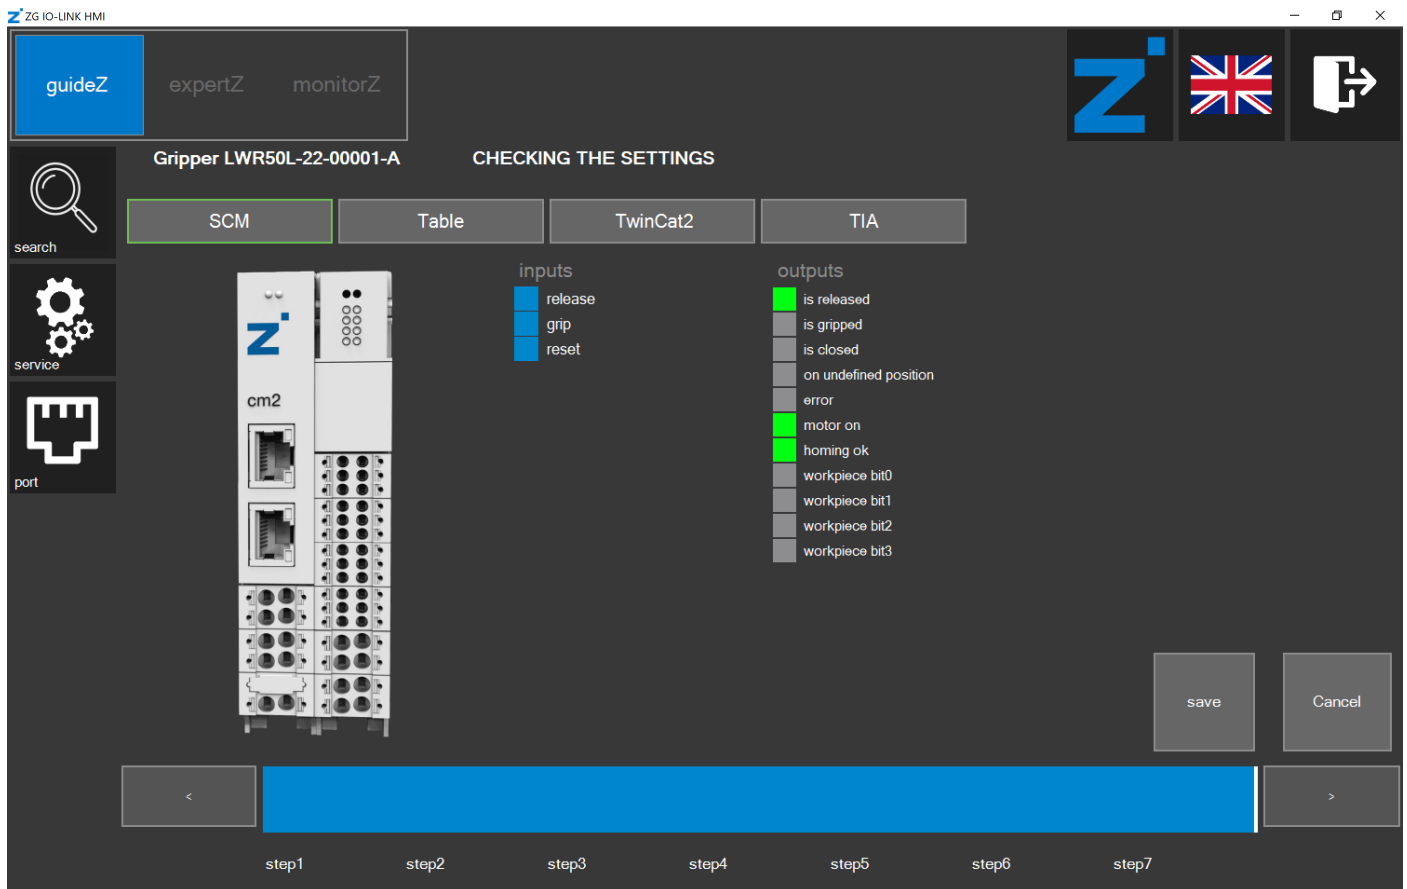 ZG IO-LINK HMI
guideZ expertZ monitorZ
Gripper LWR50L-22-00001-A CHECKING THE SETTINGS
search
SCM Table TwinCat2 TIA
inputs outputs
release is released
grip is gripped
reset is closed
on undefined position
error
motor on
homing ok
workpiece bit0
workpiece bit1
workpiece bit2
workpiece bit3
service
port
Z
cm2
save Cancel
< >
step1 step2 step3 step4 step5 step6 step7